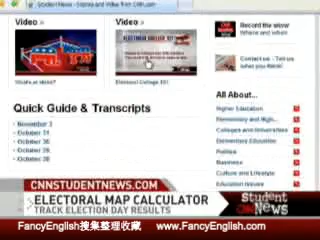 Student News - Stories and Video from CNN.com
Video »
Video »
Record the show
Where and when
ELECTORAL COLLEGE 101
Electoral College 101
Contact us - Tell us
what you think!
Quick Guide & Transcripts
All About...
Higher Education
November 3
Elementary and High...
October 31
Colleges and Universities
October 30
Elementary Education
October 29
Politics
October 28
Business
Culture and Lifestyle
Education Issues
CNNSTUDENTNEWS.COM
ELECTORAL MAP CALCULATOR
TRACK ELECTION DAY RESULTS
Student
CNN News
FancyEnglish搜集整理收藏 www.FancyEnglish.com